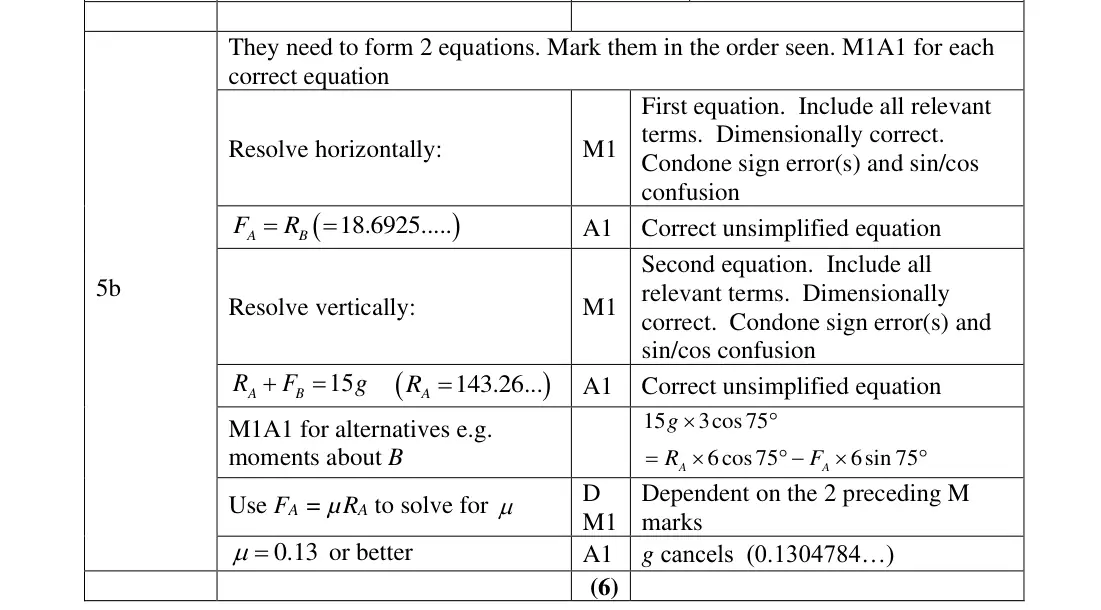 They need to form 2 equations. Mark them in the order seen. M1A1 for each
correct equation
5b
Resolve horizontally:
M1
First equation.  Include all relevant
terms.  Dimensionally correct.
Condone sign error(s) and sin/cos
confusion
F_A = R_B (=18.6925.....)
A1
Correct unsimplified equation
Resolve vertically:
M1
Second equation.  Include all
relevant terms.  Dimensionally
correct.  Condone sign error(s) and
sin/cos confusion
R_A + F_B = 15g (R_A = 143.26...)
A1
Correct unsimplified equation
M1A1 for alternatives e.g.
moments about B
15g × 3cos 75°
= R_A × 6cos 75° − F_A × 6sin 75°
Use F_A = μR_A to solve for μ
D
M1
Dependent on the 2 preceding M
marks
μ = 0.13 or better
A1
g cancels  (0.1304784…)
(6)